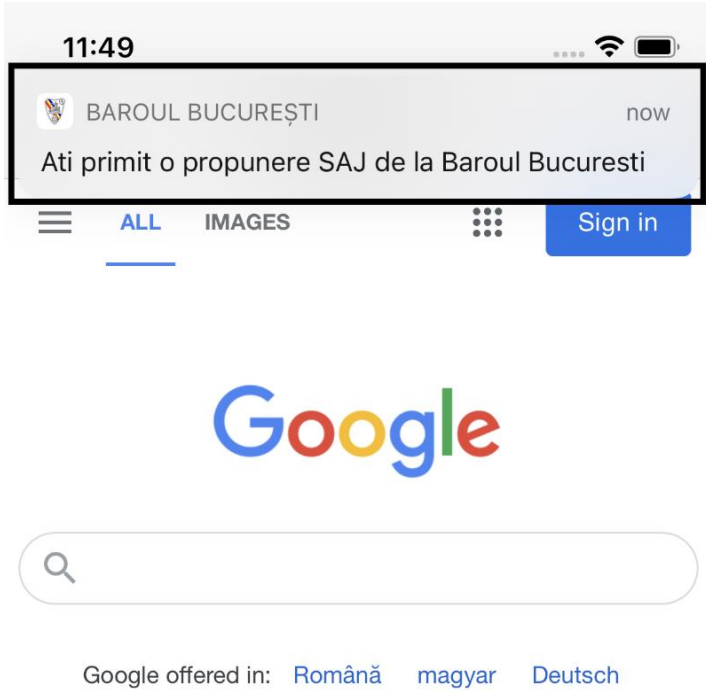 11:49
BAROUL BUCUREȘTI now
Ati primit o propunere SAJ de la Baroul Bucuresti
ALL IMAGES Sign in
Google
Google offered in: Română magyar Deutsch